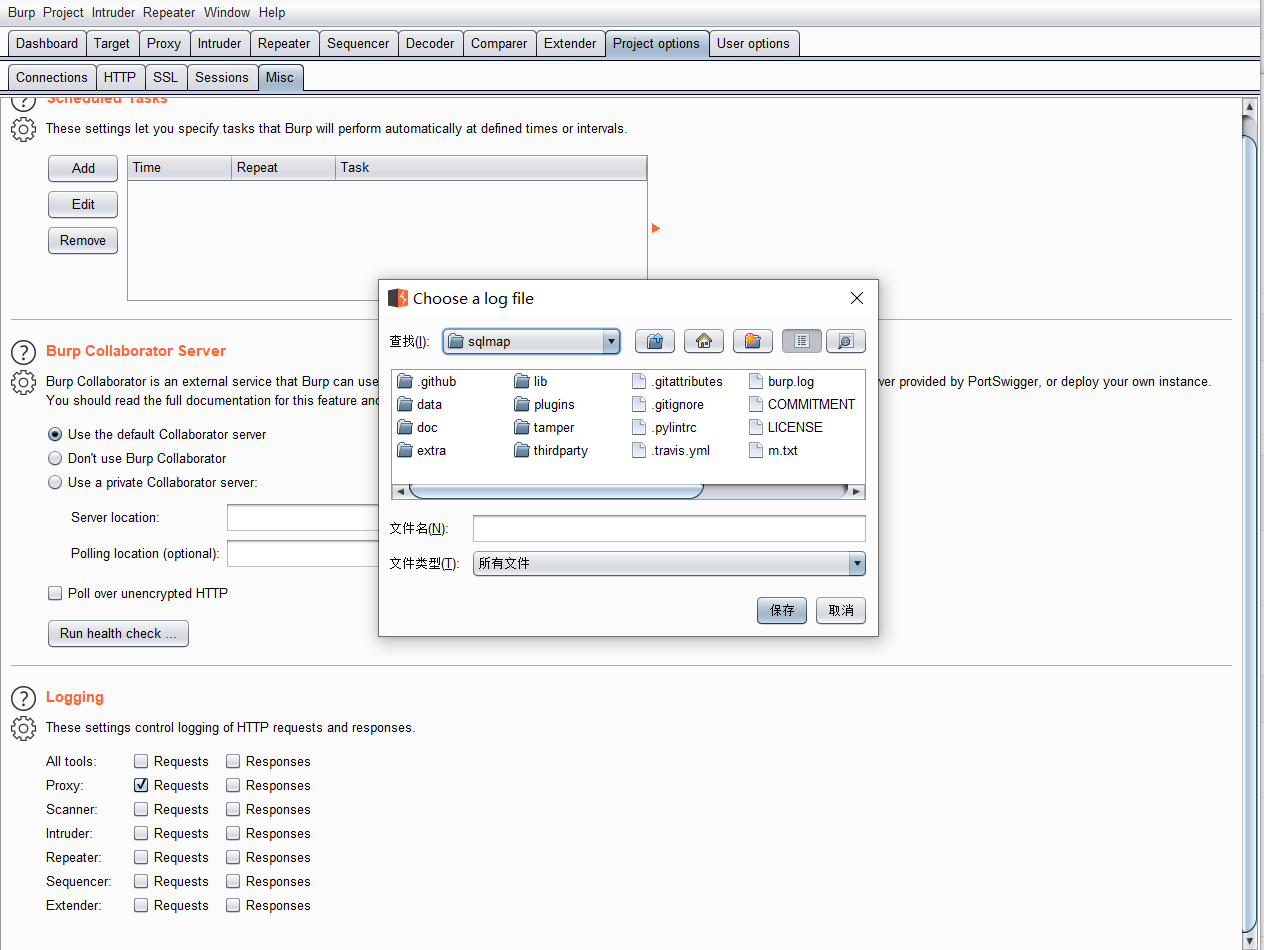 Burp Project Intruder Repeater Window Help
Dashboard Target Proxy Intruder Repeater Sequencer Decoder Comparer Extender Project options User options
Connections HTTP SSL Sessions Misc
Scheduled Tasks
These settings let you specify tasks that Burp will perform automatically at defined times or intervals.
Add
Time Repeat Task
Edit
Remove
Choose a log file
查找(I): sqlmap
.github lib .gitattributes burp.log
data plugins .gitignore COMMITMENT
doc tamper .pylintrc LICENSE
extra thirdparty .travis.yml m.txt
文件名(N):
文件类型(T): 所有文件
保存 取消
Burp Collaborator Server
Burp Collaborator is an external service that Burp can use ver provided by PortSwigger, or deploy your own instance.
You should read the full documentation for this feature and
Use the default Collaborator server
Don't use Burp Collaborator
Use a private Collaborator server:
Server location:
Polling location (optional):
Poll over unencrypted HTTP
Run health check ...
Logging
These settings control logging of HTTP requests and responses.
All tools: Requests Responses
Proxy: Requests Responses
Scanner: Requests Responses
Intruder: Requests Responses
Repeater: Requests Responses
Sequencer: Requests Responses
Extender: Requests Responses